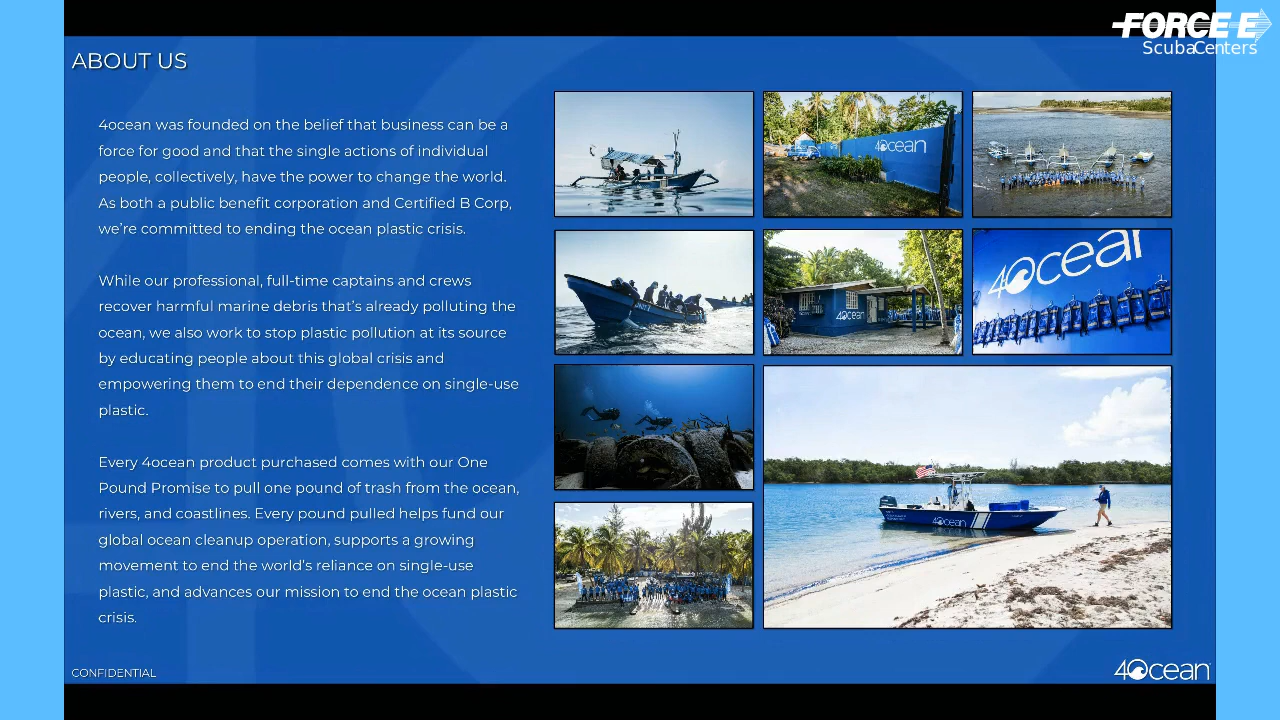 FORCE E
ScubaCenters
ABOUT US
4ocean was founded on the belief that business can be a
force for good and that the single actions of individual
people, collectively, have the power to change the world.
As both a public benefit corporation and Certified B Corp,
we're committed to ending the ocean plastic crisis.
While our professional, full-time captains and crews
recover harmful marine debris that's already polluting the
ocean, we also work to stop plastic pollution at its source
by educating people about this global crisis and
empowering them to end their dependence on single-use
plastic.
Every 4ocean product purchased comes with our One
Pound Promise to pull one pound of trash from the ocean,
rivers, and coastlines. Every pound pulled helps fund our
global ocean cleanup operation, supports a growing
movement to end the world's reliance on single-use
plastic, and advances our mission to end the ocean plastic
crisis.
4ocean
4ocean
4ocean
4ocean
CONFIDENTIAL
4ocean